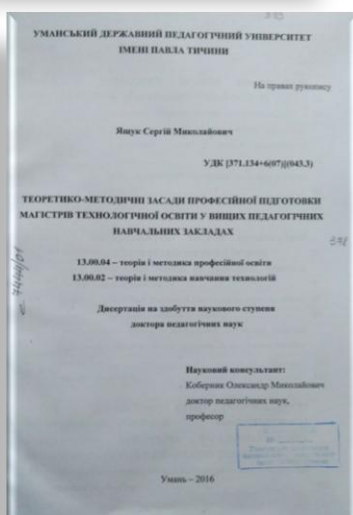 УМАНСЬКИЙ ДЕРЖАВНИЙ ПЕДАГОГІЧНИЙ УНІВЕРСИТЕТ
ІМЕНІ ПАВЛА ТИЧИНИ
На правах рукопису
Ящук Сергій Миколайович
УДК [371.134+6(07)](043.3)
ТЕОРЕТИКО-МЕТОДИЧНІ ЗАСАДИ ПРОФЕСІЙНОЇ ПІДГОТОВКИ
МАГІСТРІВ ТЕХНОЛОГІЧНОЇ ОСВІТИ У ВИЩИХ ПЕДАГОГІЧНИХ
НАВЧАЛЬНИХ ЗАКЛАДАХ
13.00.04 – теорія і методика професійної освіти
13.00.02 – теорія і методика навчання технологій
Дисертація на здобуття наукового ступеня
доктора педагогічних наук
Науковий консультант:
Коберник Олександр Миколайович
доктор педагогічних наук,
професор
Умань – 2016